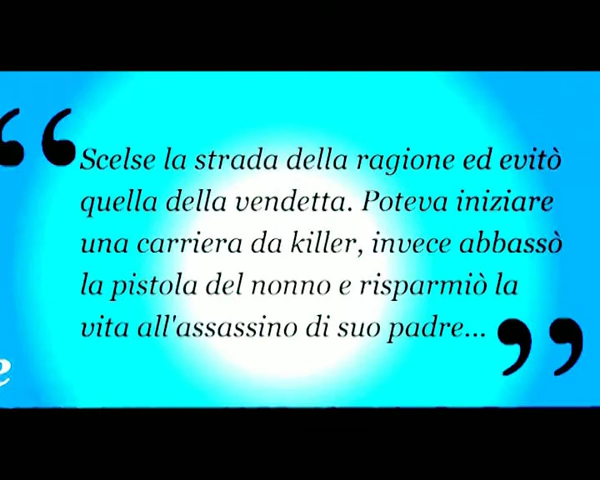 “Scelse la strada della ragione ed evitò
quella della vendetta. Poteva iniziare
una carriera da killer, invece abbassò
la pistola del nonno e risparmiò la
vita all'assassino di suo padre...”
e